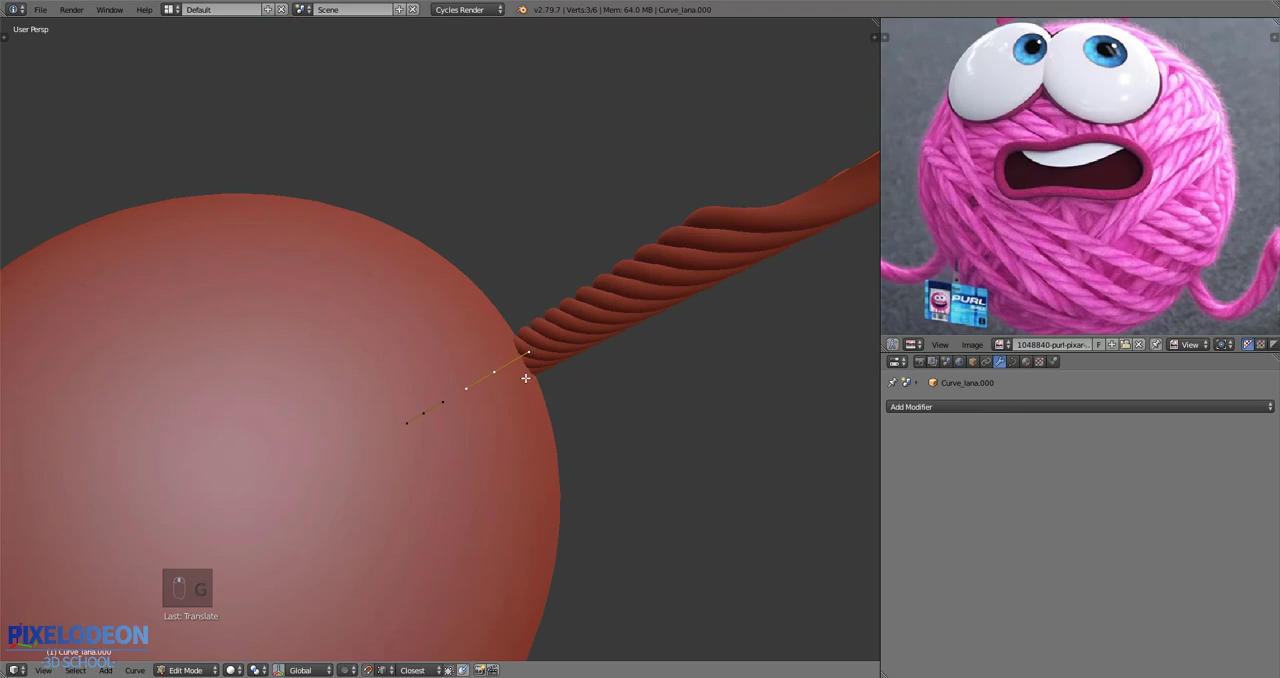 File Render Window Help Default Scene Cycles Render v2.79.7 | Verts:3/6 | Mem: 64.0 MB | Curve_lana.000
User Persp
PURL
View Image 1048840-purl-pixar-... F View
Curve_lana.000
Add Modifier
G
Last: Translate
PIXELODEON
(1) Curve_lana.000
3D SCHOOL
View Select Add Curve Edit Mode Global Closest